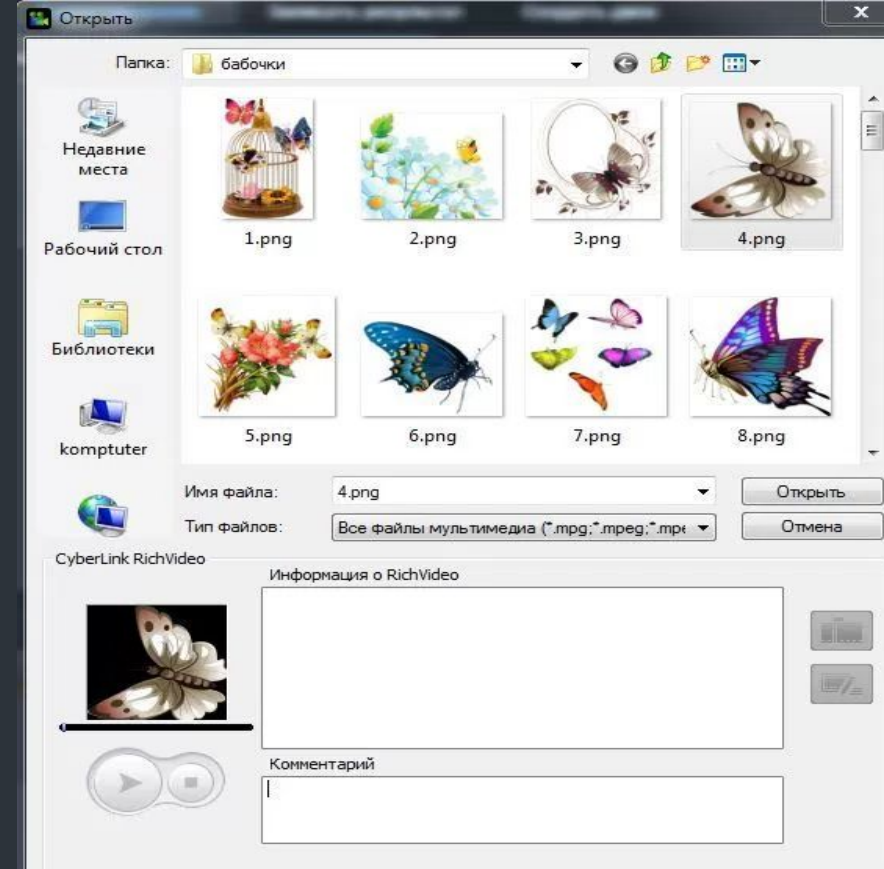 Открыть
Папка:
бабочки
Недавние
места
Рабочий стол
Библиотеки
komptuter
1.png
2.png
3.png
4.png
5.png
6.png
7.png
8.png
Имя файла:
4.png
Открыть
Тип файлов:
Все файлы мультимедиа (*.mpg;*.mpeg;*.mpe
Отмена
CyberLink RichVideo
Информация о RichVideo
Комментарий